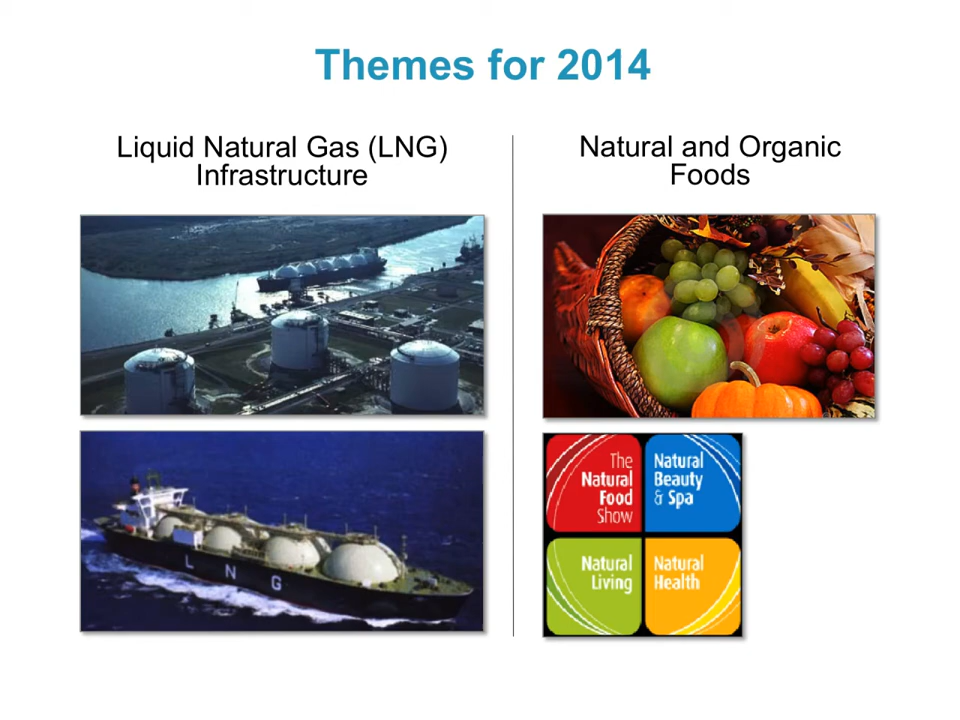 Themes for 2014
Liquid Natural Gas (LNG)
Infrastructure
L N G
Natural and Organic
Foods
The
Natural
Food
Show
Natural
Beauty
& Spa
Natural
Living
Natural
Health